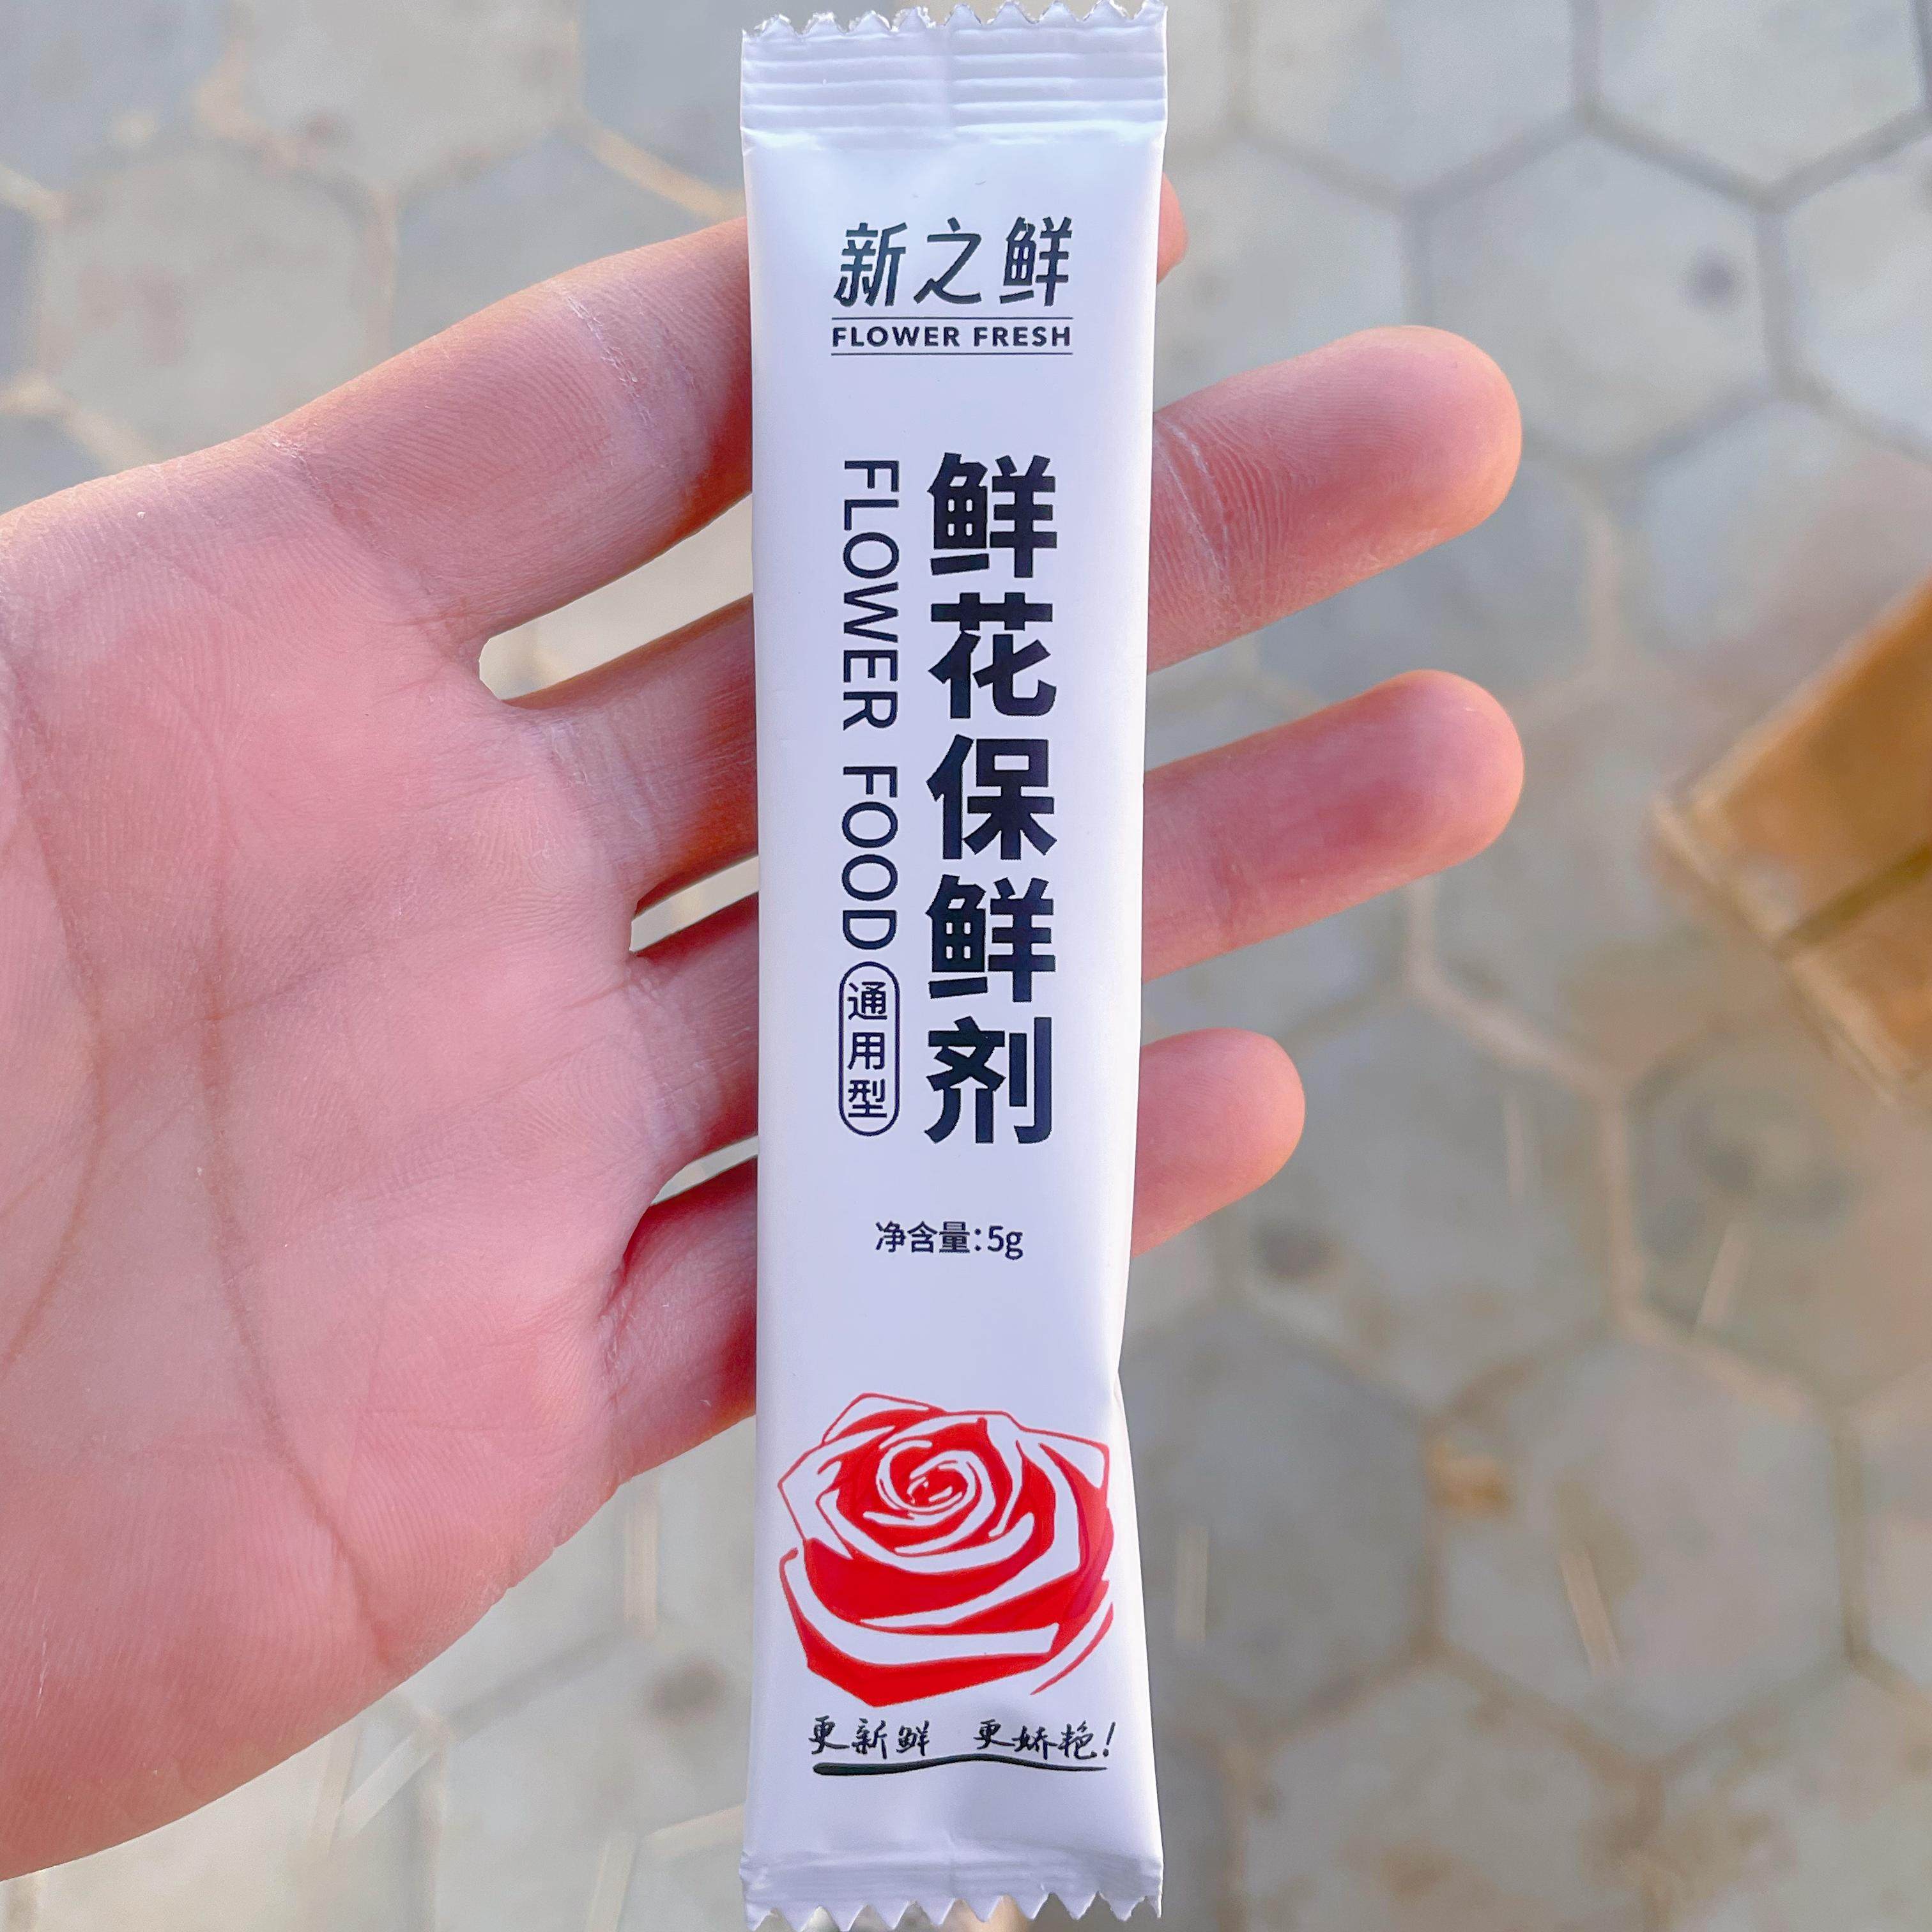 新之鲜
FLOWER FRESH
鲜花保鲜剂
FLOWER FOOD 通用型
净含量:5g
更新鲜 更娇艳!